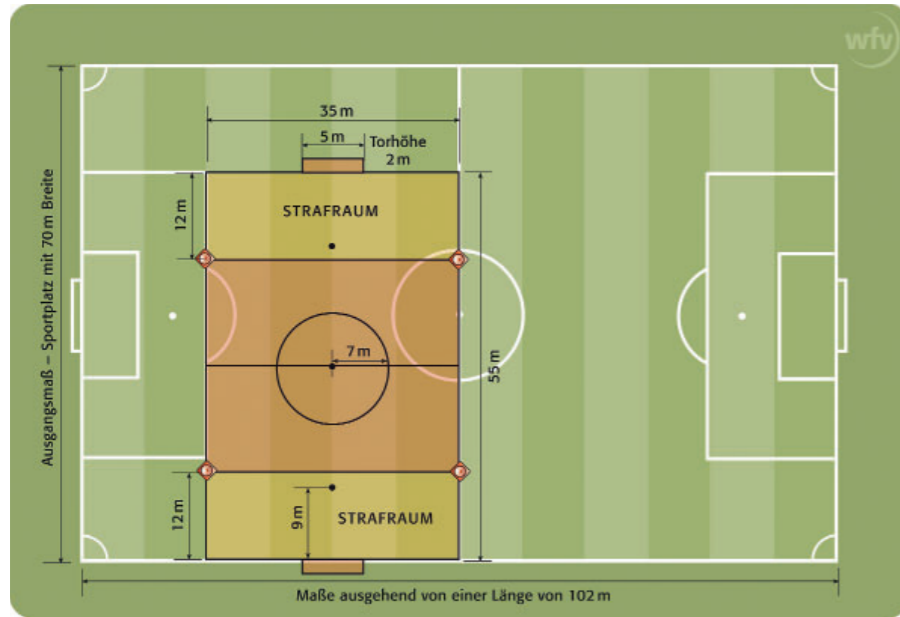 wfv
35 m
5 m
Torhöhe
2 m
12 m
STRAFRAUM
Ausgangsmaß – Sportplatz mit 70 m Breite
7 m
55 m
12 m
9 m
STRAFRAUM
Maße ausgehend von einer Länge von 102 m